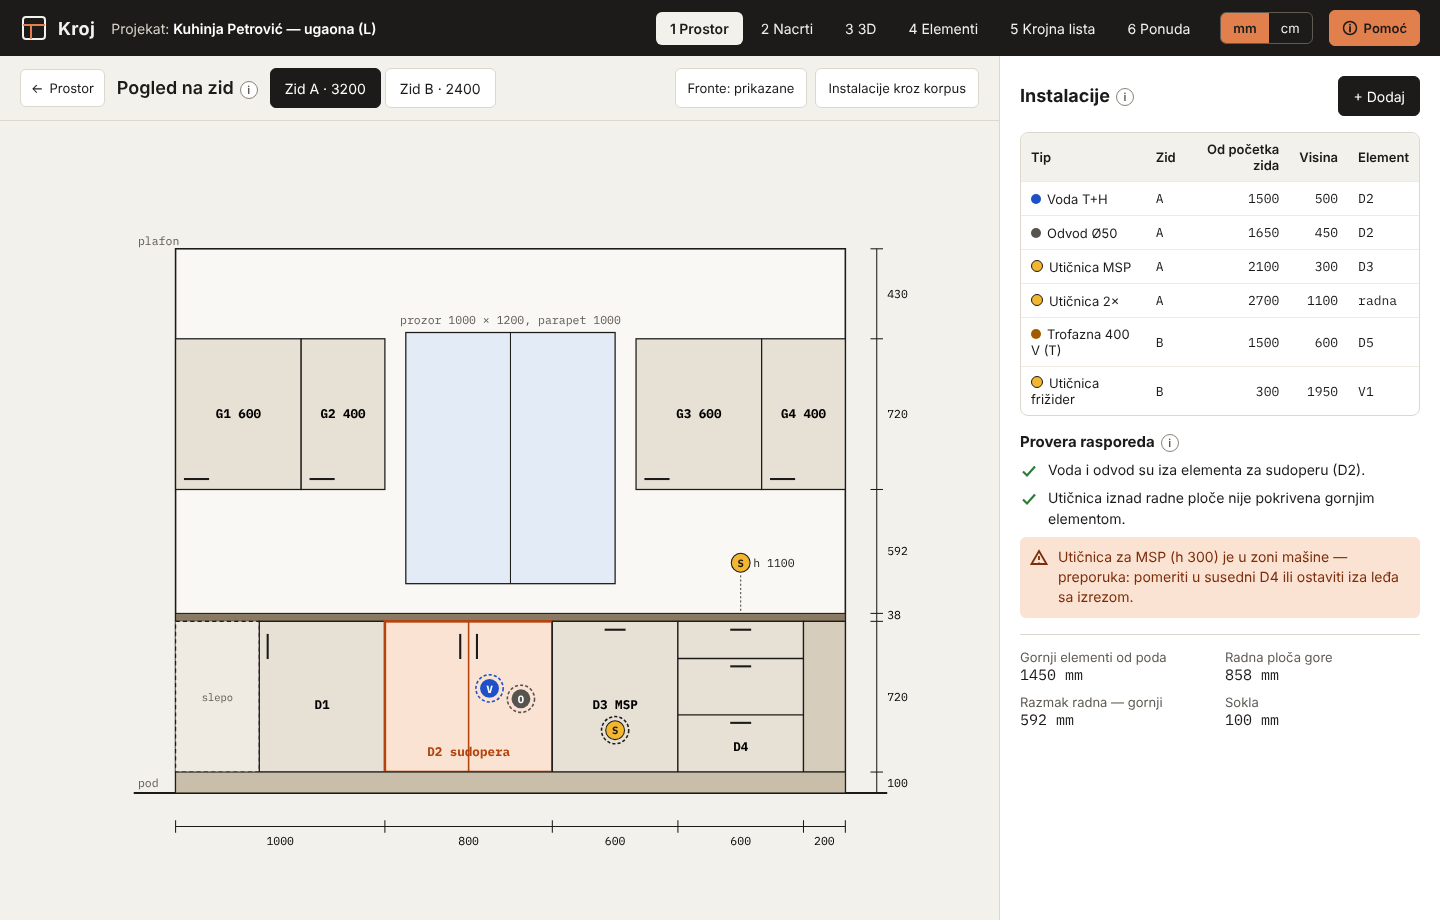 Kroj
Projekat: Kuhinja Petrović — ugaona (L)
1 Prostor
2 Nacrti
3 3D
4 Elementi
5 Krojna lista
6 Ponuda
mm
cm
Pomoć
← Prostor
Pogled na zid
i
Zid A · 3200
Zid B · 2400
Fronte: prikazane
Instalacije kroz korpus
plafon
prozor 1000 × 1200, parapet 1000
430
G1 600
G2 400
G3 600
G4 400
720
592
S
h 1100
38
slepo
D1
V
O
D2 sudopera
D3 MSP
S
D4
720
pod
100
1000
800
600
600
200
Instalacije
i
+ Dodaj
Tip Zid Od početka zida Visina Element
Voda T+H A 1500 500 D2
Odvod Ø50 A 1650 450 D2
Utičnica MSP A 2100 300 D3
Utičnica 2× A 2700 1100 radna
Trofazna 400 V (T) B 1500 600 D5
Utičnica frižider B 300 1950 V1
Provera rasporeda
i
Voda i odvod su iza elementa za sudoperu (D2).
Utičnica iznad radne ploče nije pokrivena gornjim
elementom.
Utičnica za MSP (h 300) je u zoni mašine —
preporuka: pomeriti u susedni D4 ili ostaviti iza leđa
sa izrezom.
Gornji elementi od poda
1450 mm
Radna ploča gore
858 mm
Razmak radna — gornji
592 mm
Sokla
100 mm